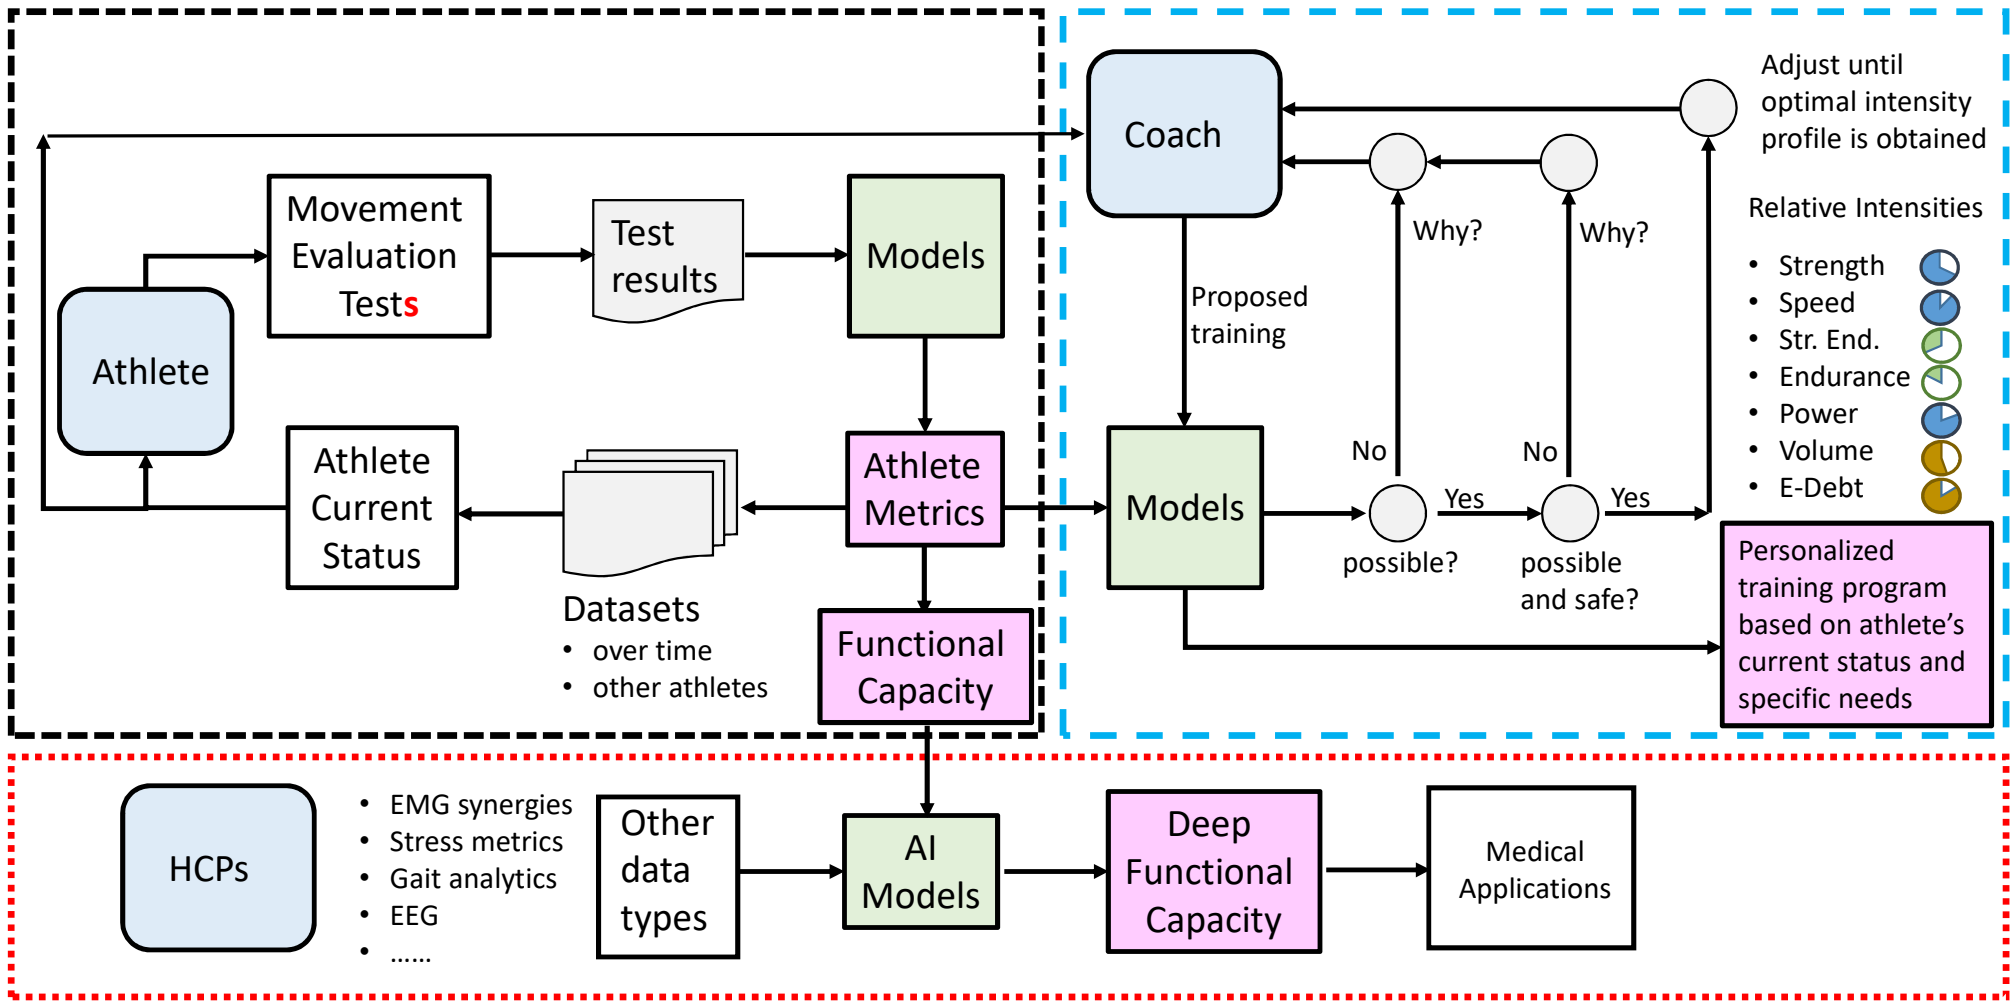 Movement
Evaluation
Tests
Test
results
Models
Athlete
Athlete
Current
Status
Datasets
• over time
• other athletes
Athlete
Metrics
Functional
Capacity
Coach
Proposed
training
Models
Why?
Why?
No
No
Yes
Yes
possible?
possible
and safe?
Adjust until
optimal intensity
profile is obtained
Relative Intensities
• Strength
• Speed
• Str. End.
• Endurance
• Power
• Volume
• E-Debt
Personalized
training program
based on athlete’s
current status and
specific needs
HCPs
• EMG synergies
• Stress metrics
• Gait analytics
• EEG
• ......
Other
data
types
AI
Models
Deep
Functional
Capacity
Medical
Applications